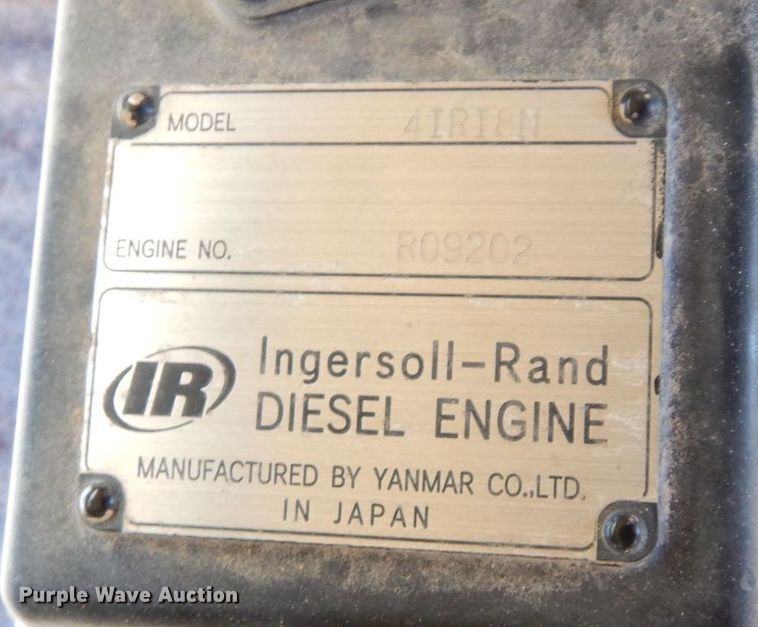 MODEL 4IRI8N
ENGINE NO. R09202
IR Ingersoll-Rand
DIESEL ENGINE
MANUFACTURED BY YANMAR CO.,LTD.
IN JAPAN
Purple Wave Auction